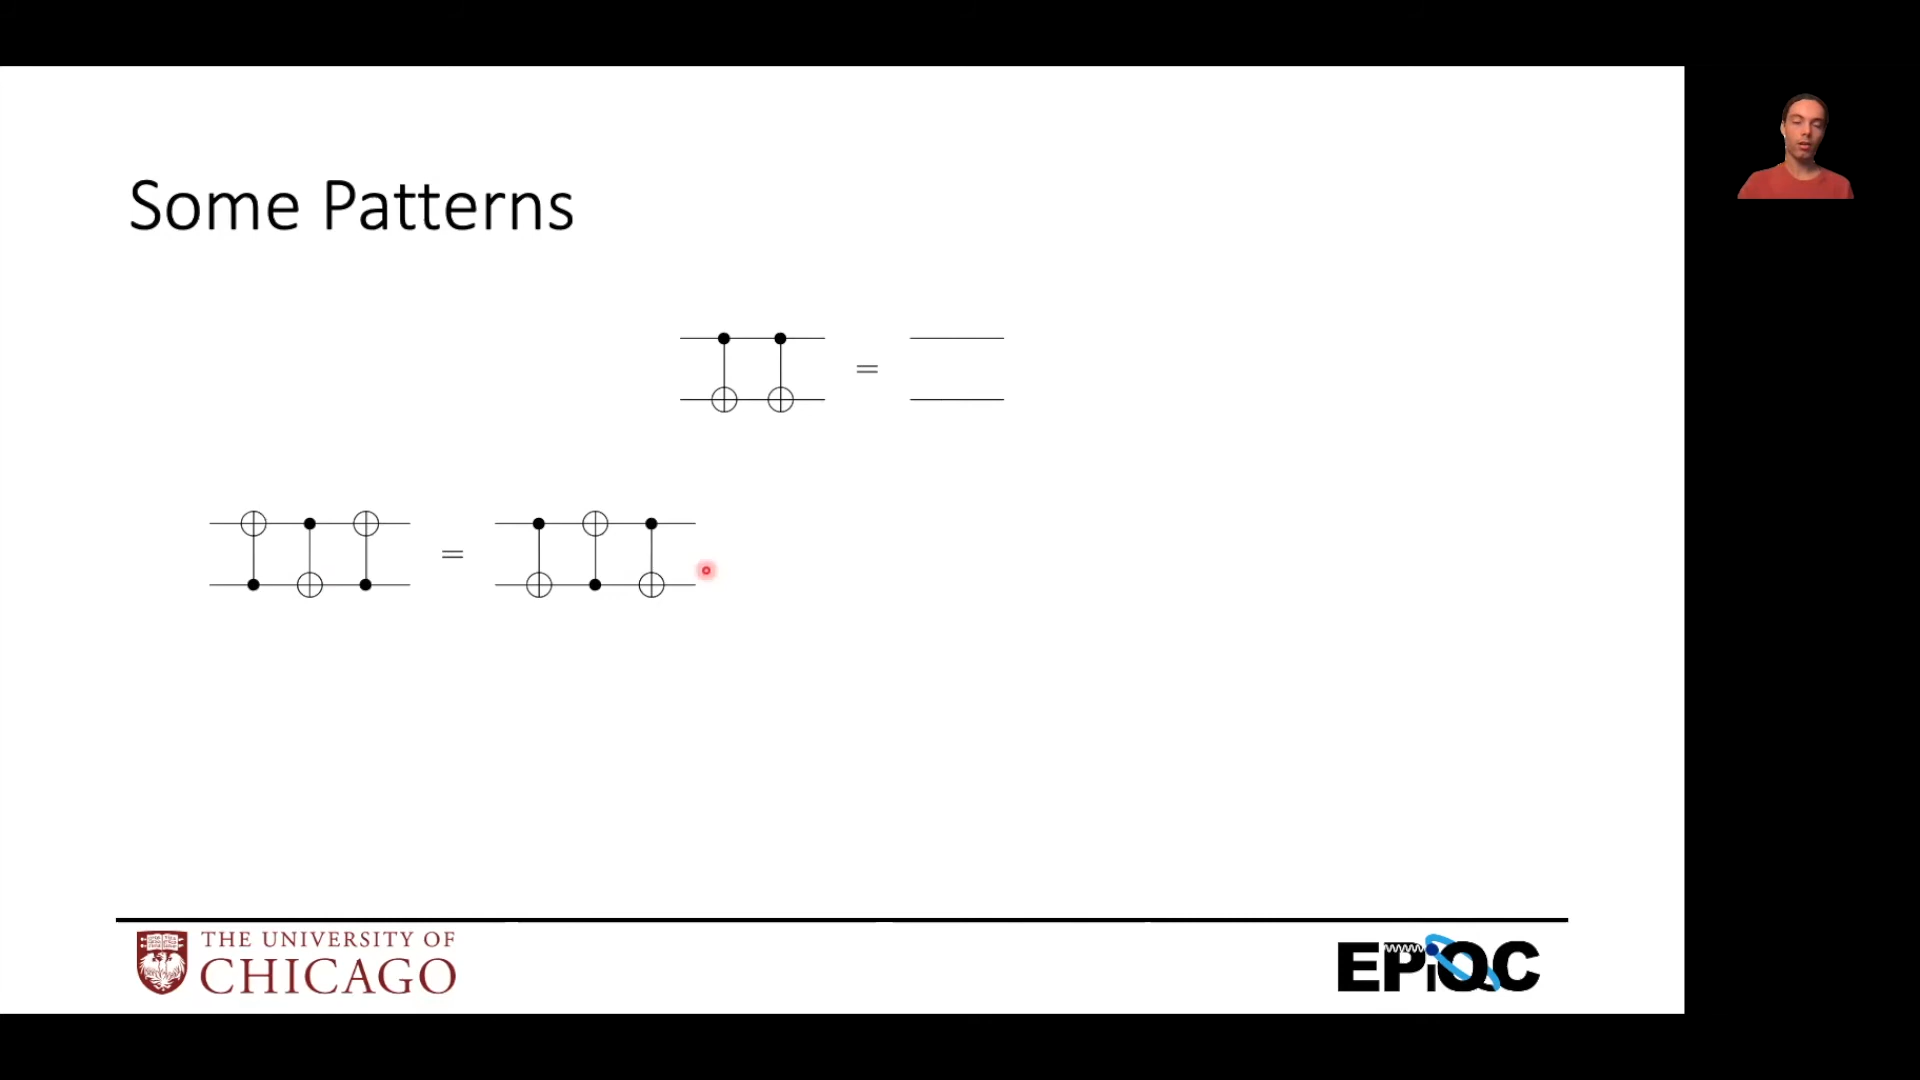 Some Patterns
=
=
THE UNIVERSITY OF
CHICAGO
EPiQC